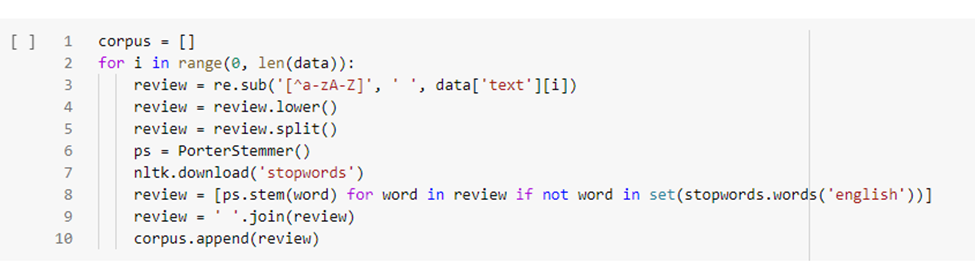 [ ] 1 corpus = []
2 for i in range(0, len(data)):
3 review = re.sub('[^a-zA-Z]', ' ', data['text'][i])
4 review = review.lower()
5 review = review.split()
6 ps = PorterStemmer()
7 nltk.download('stopwords')
8 review = [ps.stem(word) for word in review if not word in set(stopwords.words('english'))]
9 review = ' '.join(review)
10 corpus.append(review)